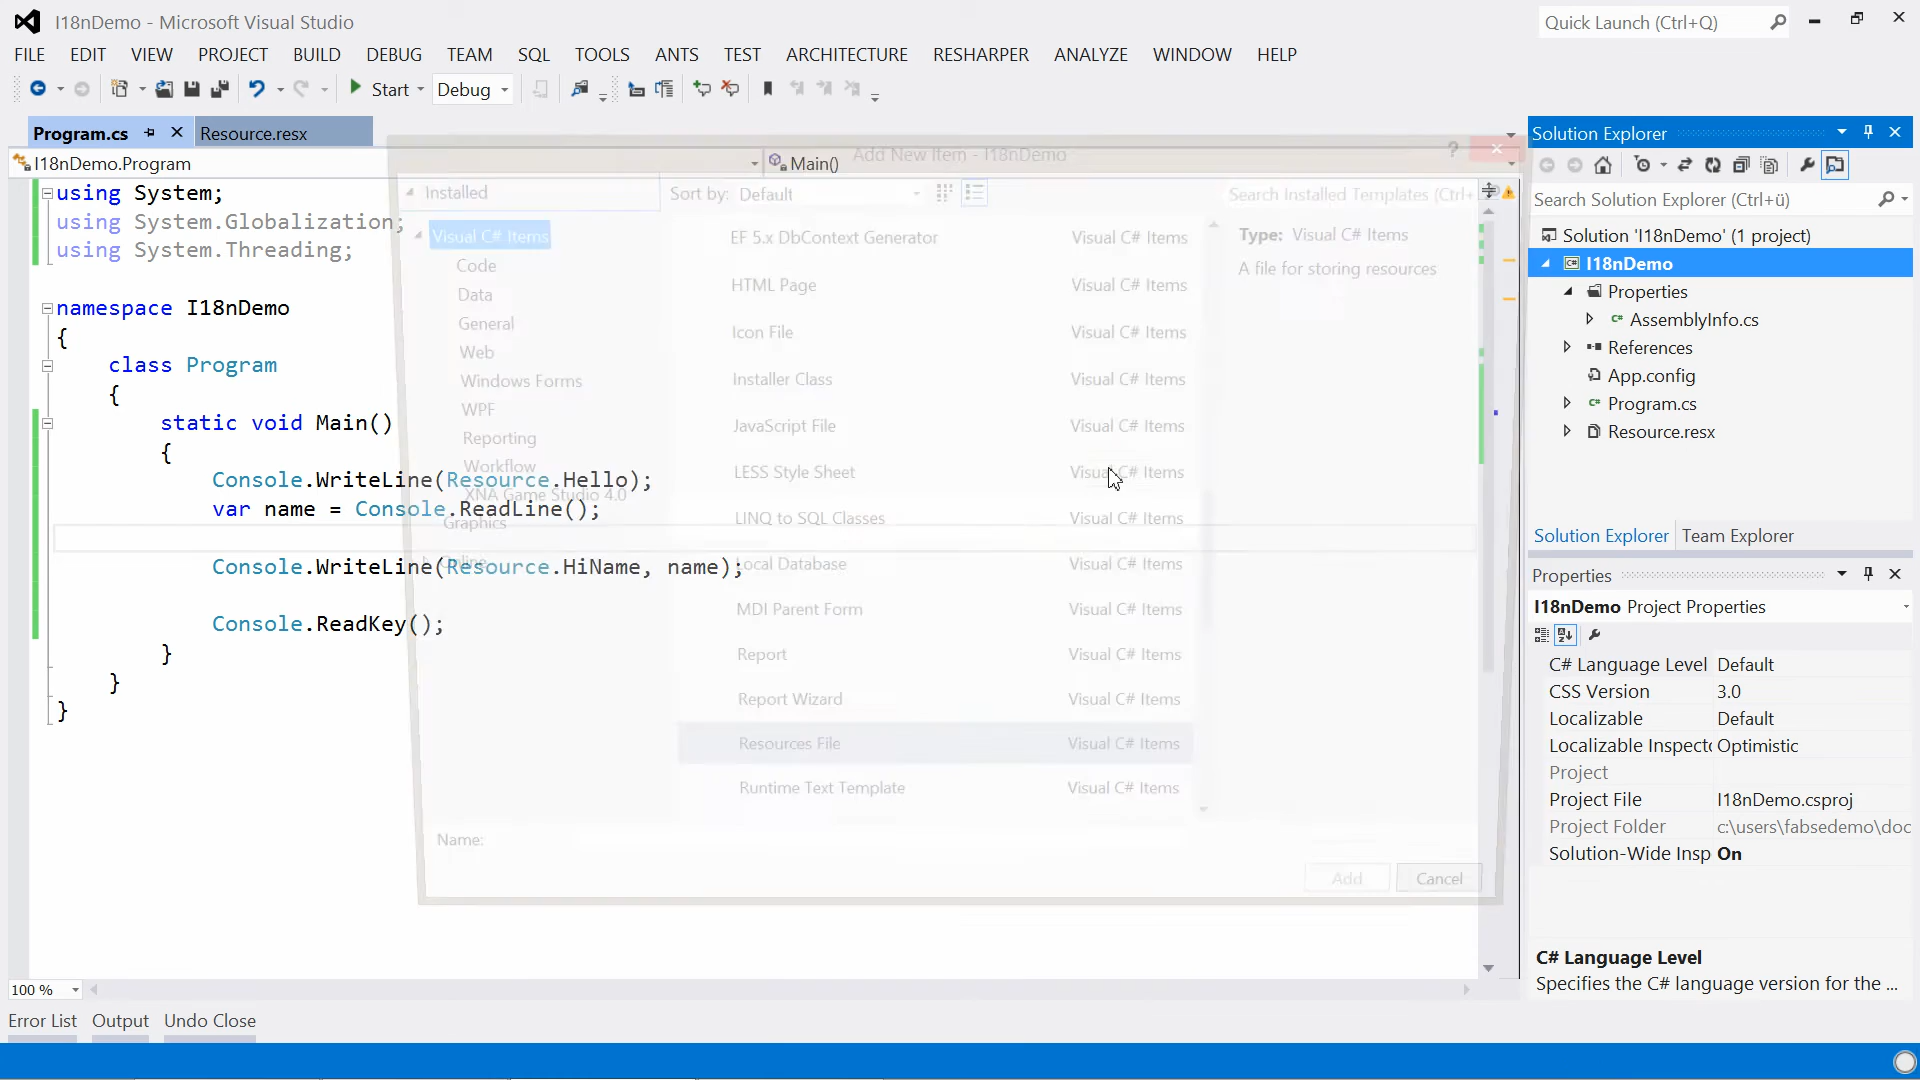 I18nDemo - Microsoft Visual Studio
Quick Launch (Ctrl+Q)
FILE EDIT VIEW PROJECT BUILD DEBUG TEAM SQL TOOLS ANTS TEST ARCHITECTURE RESHARPER ANALYZE WINDOW HELP
Start Debug
Program.cs Resource.resx
I18nDemo.Program Main()
using System;
using System.Globalization;
using System.Threading;
namespace I18nDemo
{
class Program
{
static void Main()
{
Console.WriteLine(Resource.Hello);
var name = Console.ReadLine();
Console.WriteLine(Resource.HiName, name);
Console.ReadKey();
}
}
}
Add New Item - I18nDemo
?
Installed
Sort by: Default
Search Installed Templates (Ctrl+
Visual C# Items
Code
Data
General
Web
Windows Forms
WPF
Reporting
Workflow
XNA Game Studio 4.0
Graphics
Online
EF 5.x DbContext Generator Visual C# Items
HTML Page Visual C# Items
Icon File Visual C# Items
Installer Class Visual C# Items
JavaScript File Visual C# Items
LESS Style Sheet Visual C# Items
LINQ to SQL Classes Visual C# Items
Local Database Visual C# Items
MDI Parent Form Visual C# Items
Report Visual C# Items
Report Wizard Visual C# Items
Resources File Visual C# Items
Runtime Text Template Visual C# Items
Type: Visual C# Items
A file for storing resources
Name:
Add Cancel
Solution Explorer
Search Solution Explorer (Ctrl+ü)
Solution 'I18nDemo' (1 project)
I18nDemo
Properties
AssemblyInfo.cs
References
App.config
Program.cs
Resource.resx
Solution Explorer Team Explorer
Properties
I18nDemo Project Properties
C# Language Level Default
CSS Version 3.0
Localizable Default
Localizable Inspecto Optimistic
Project
Project File I18nDemo.csproj
Project Folder c:\users\fabsedemo\doc
Solution-Wide Insp On
C# Language Level
Specifies the C# language version for the ...
100 %
Error List Output Undo Close